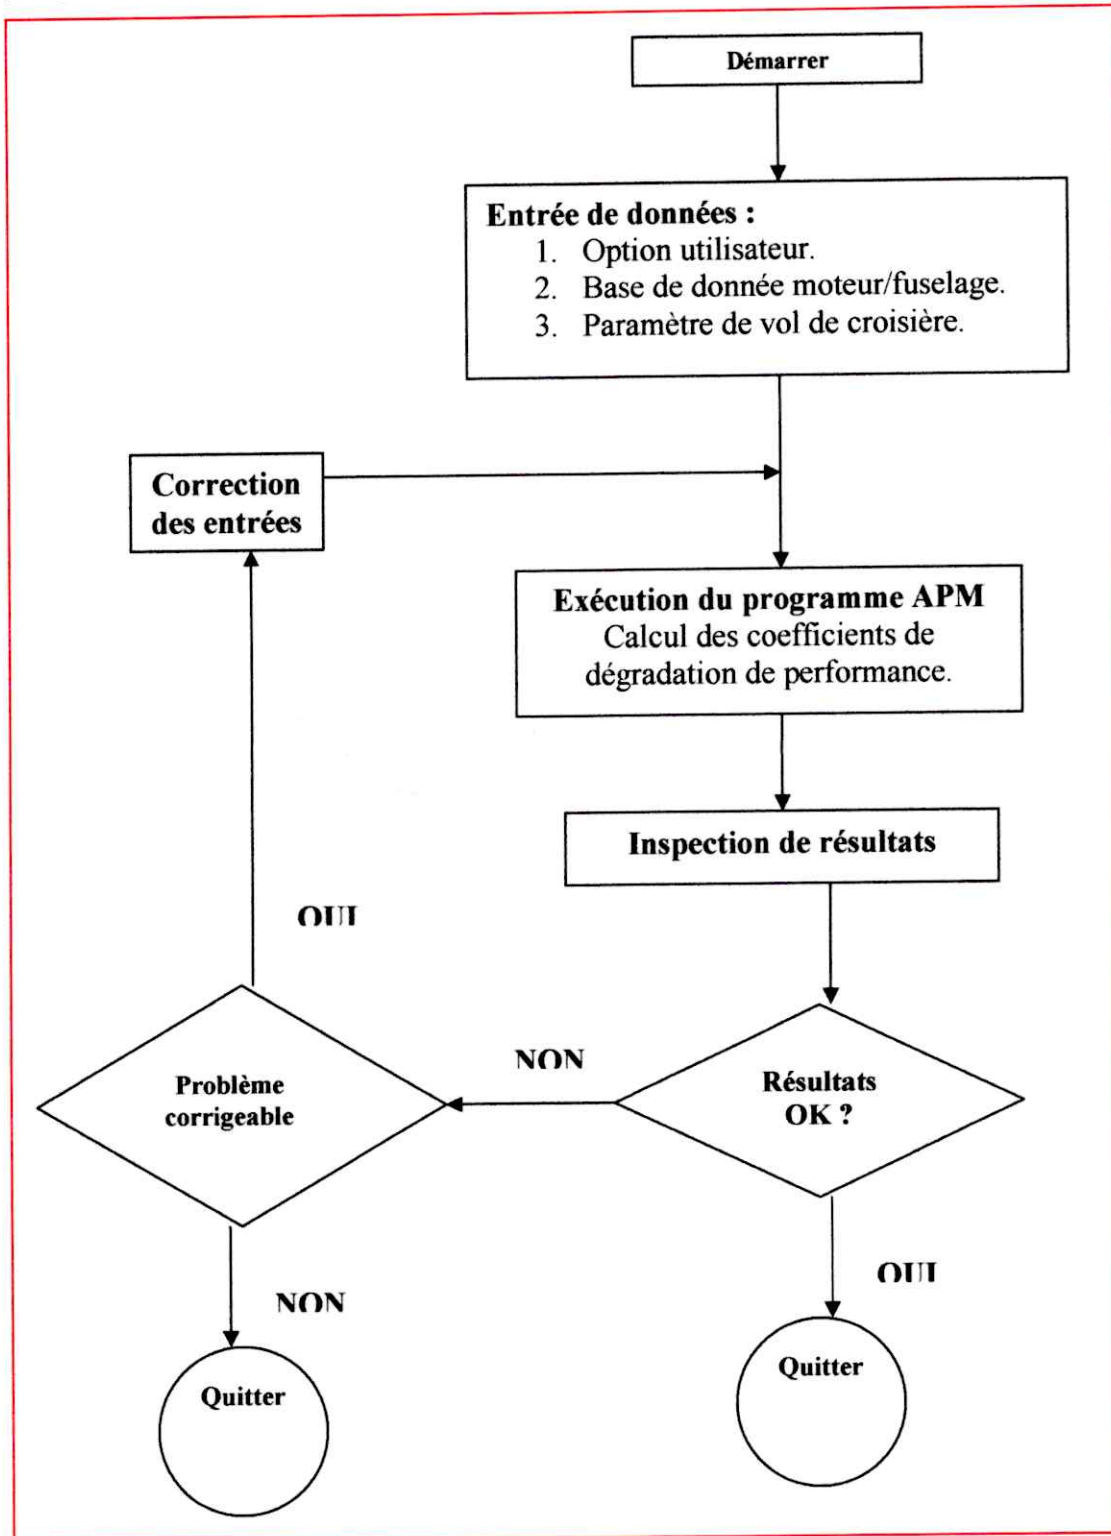 Démarrer
Entrée de données :
1. Option utilisateur.
2. Base de donnée moteur/fuselage.
3. Paramètre de vol de croisière.
Correction
des entrées
Exécution du programme APM
Calcul des coefficients de
dégradation de performance.
Inspection de résultats
OUI
NON
Problème
corrigeable
Résultats
OK ?
OUI
NON
Quitter
Quitter